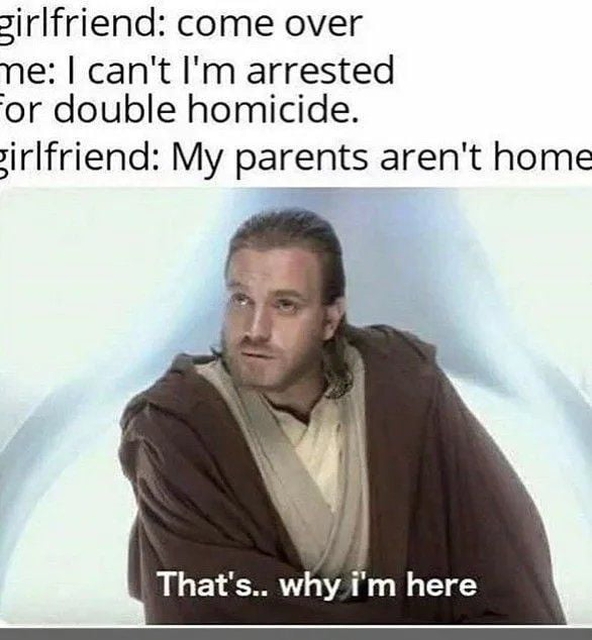 girlfriend: come over
me: I can't I'm arrested
for double homicide.
girlfriend: My parents aren't home
That's.. why i'm here